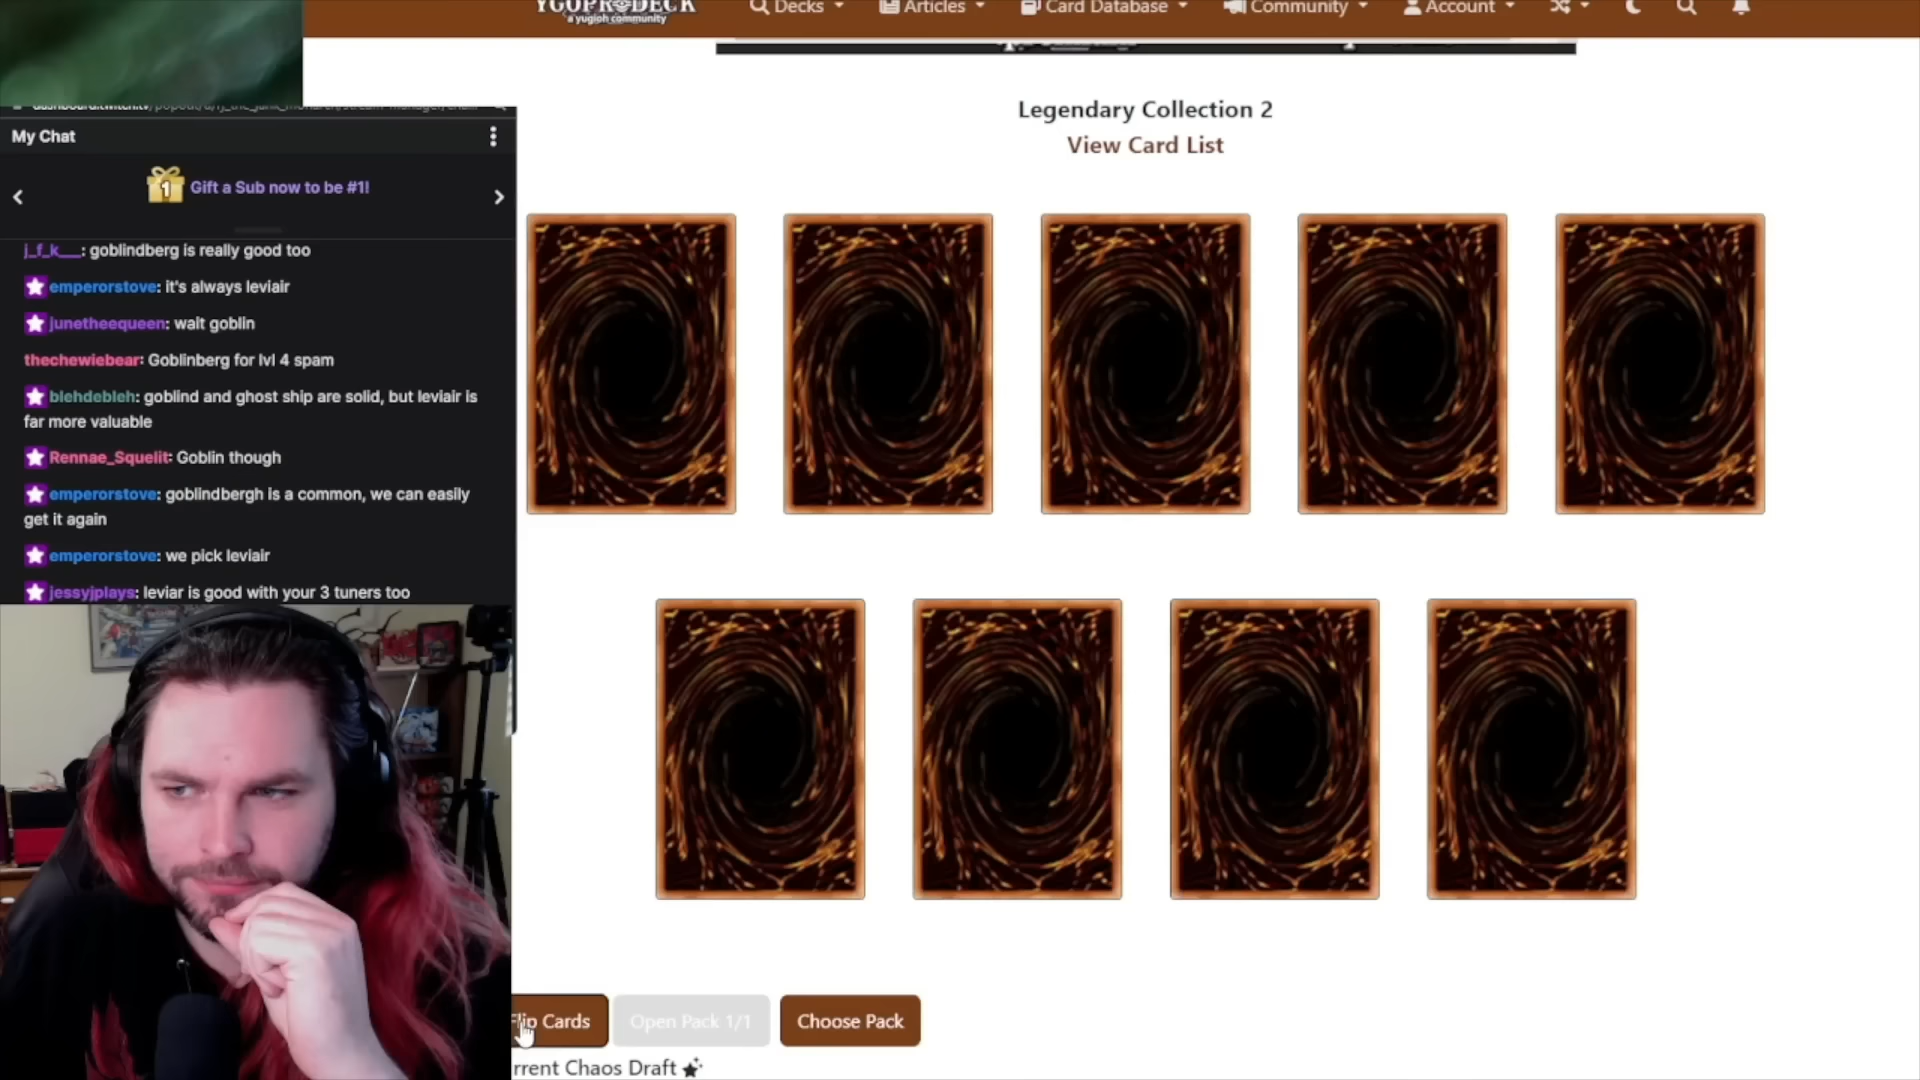 YGOPRODECK
a yugioh community
Decks
Articles
Card Database
Community
Account
Legendary Collection 2
View Card List
My Chat
Gift a Sub now to be #1!
j_f_k__: goblindberg is really good too
emperorstove: it's always leviair
junetheequeen: wait goblin
thechewiebear: Goblinberg for lvl 4 spam
blehdebleh: goblind and ghost ship are solid, but leviair is
far more valuable
Rennae_Squelit: Goblin though
emperorstove: goblindbergh is a common, we can easily
get it again
emperorstove: we pick leviair
jessyjplays: leviar is good with your 3 tuners too
Flip Cards
Open Pack 1/1
Choose Pack
rrent Chaos Draft